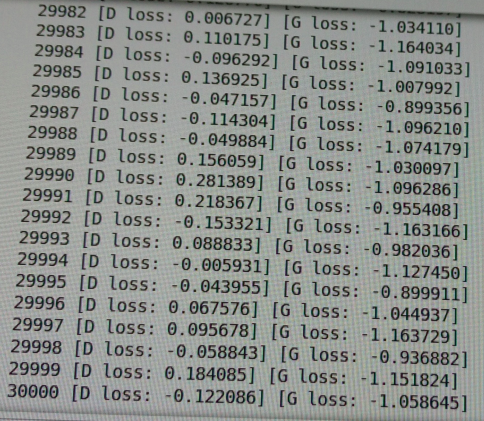 29982 [D loss: 0.006727] [G loss: -1.034110]
29983 [D loss: 0.110175] [G loss: -1.164034]
29984 [D loss: -0.096292] [G loss: -1.091033]
29985 [D loss: 0.136925] [G loss: -1.007992]
29986 [D loss: -0.047157] [G loss: -0.899356]
29987 [D loss: -0.114304] [G loss: -1.096210]
29988 [D loss: -0.049884] [G loss: -1.074179]
29989 [D loss: 0.156059] [G loss: -1.030097]
29990 [D loss: 0.281389] [G loss: -1.096286]
29991 [D loss: 0.218367] [G loss: -0.955408]
29992 [D loss: -0.153321] [G loss: -1.163166]
29993 [D loss: 0.088833] [G loss: -0.982036]
29994 [D loss: -0.005931] [G loss: -1.127450]
29995 [D loss: -0.043955] [G loss: -0.899911]
29996 [D loss: 0.067576] [G loss: -1.044937]
29997 [D loss: 0.095678] [G loss: -1.163729]
29998 [D loss: -0.058843] [G loss: -0.936882]
29999 [D loss: 0.184085] [G loss: -1.151824]
30000 [D loss: -0.122086] [G loss: -1.058645]